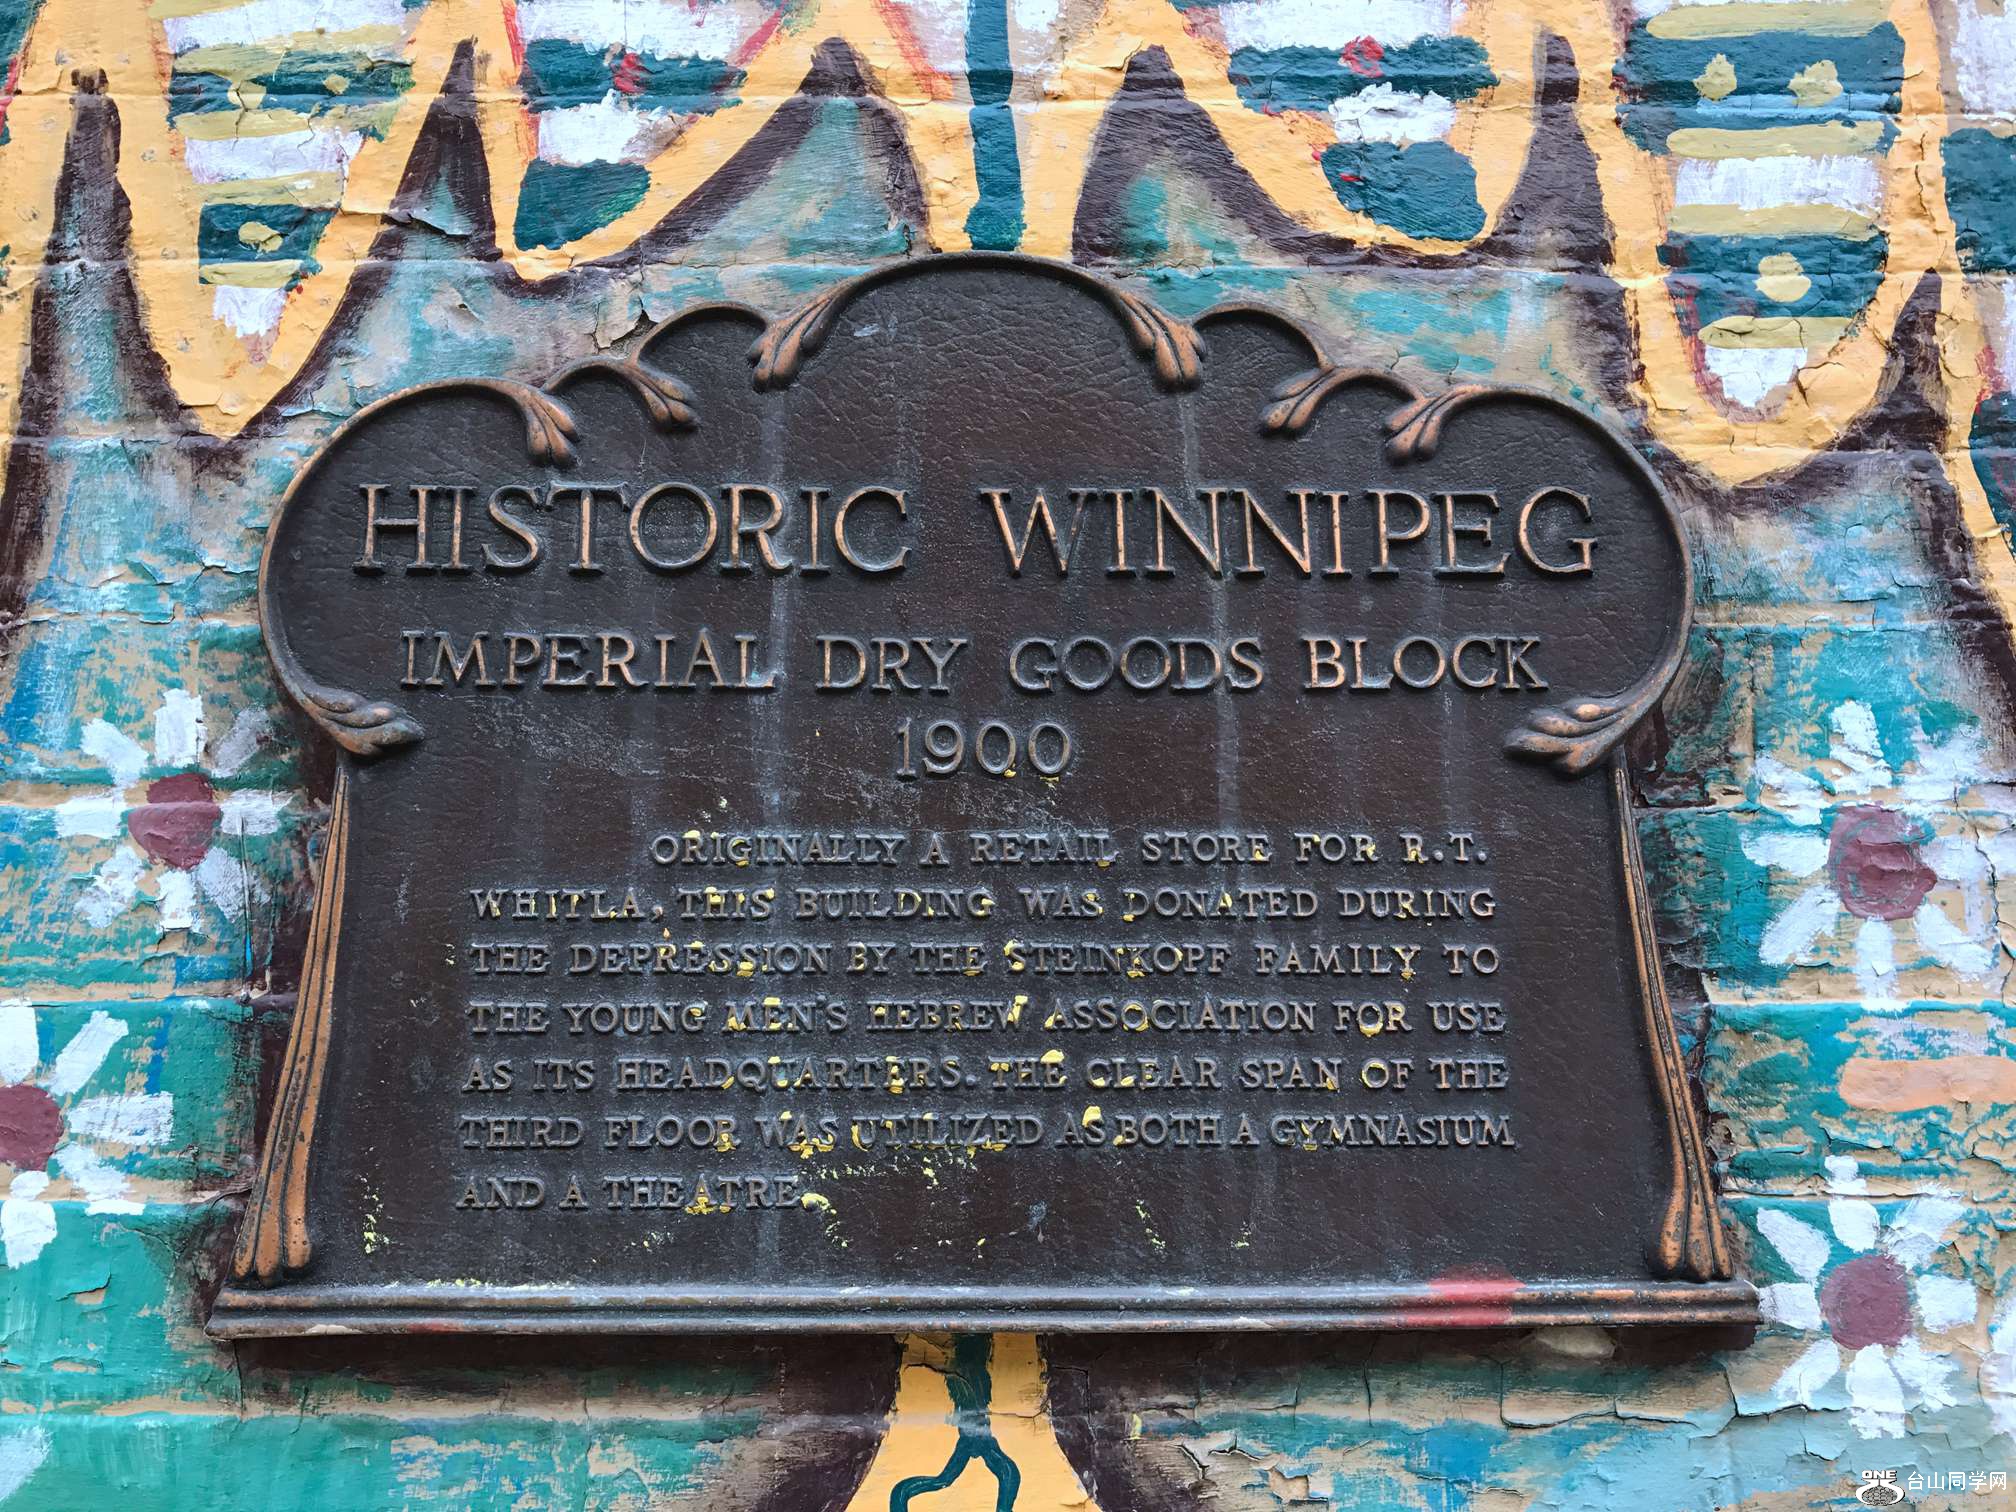 HISTORIC WINNIPEG
IMPERIAL DRY GOODS BLOCK
1900
ORIGINALLY A RETAIL STORE FOR R.T.
WHITLA, THIS BUILDING WAS DONATED DURING
THE DEPRESSION BY THE STEINKOPF FAMILY TO
THE YOUNG MEN'S HEBREW ASSOCIATION FOR USE
AS ITS HEADQUARTERS. THE CLEAR SPAN OF THE
THIRD FLOOR WAS UTILIZED AS BOTH A GYMNASIUM
AND A THEATRE.
ONE 台山同学网